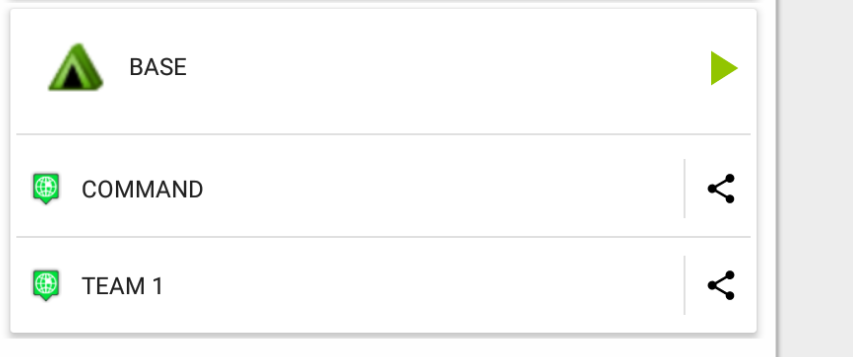 BASE
COMMAND
TEAM 1